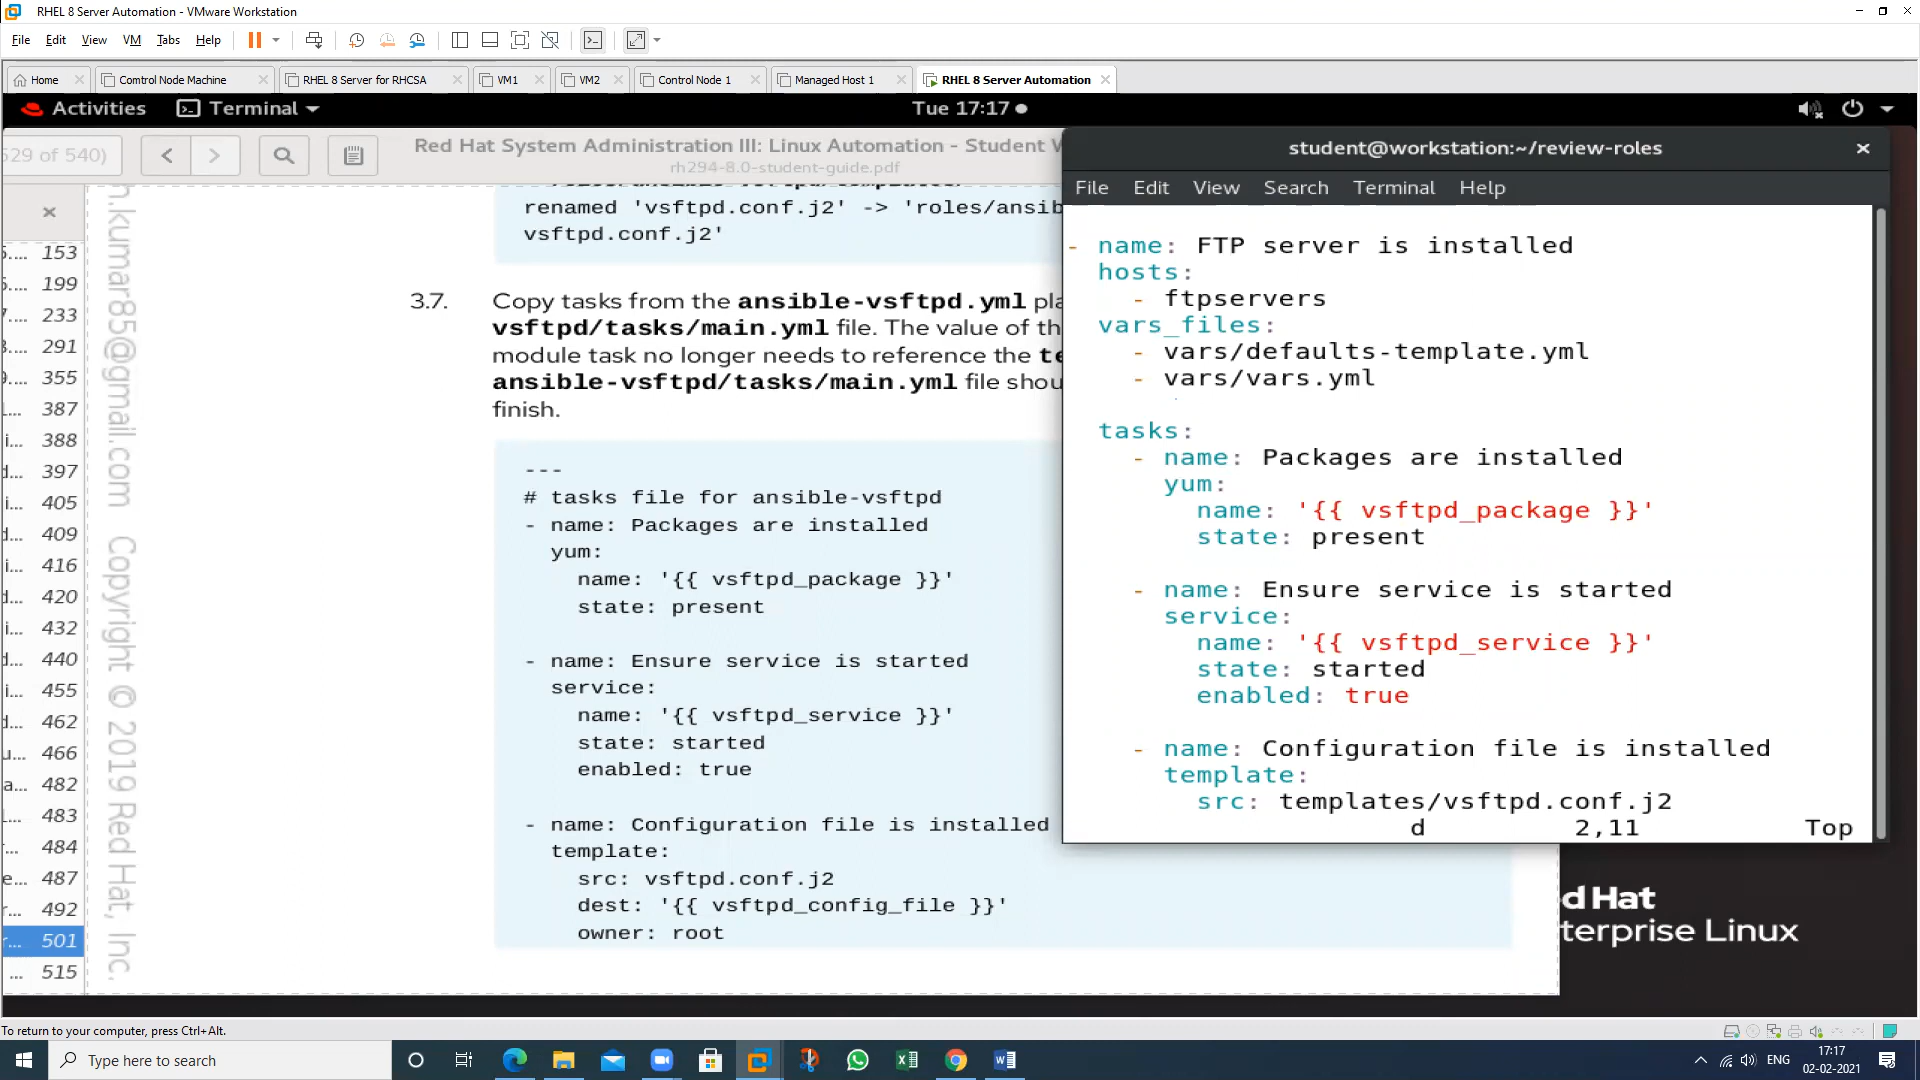 RHEL 8 Server Automation - VMware Workstation
File Edit View VM Tabs Help
Home Comtrol Node Machine RHEL 8 Server for RHCSA VM1 VM2 Control Node 1 Managed Host 1 RHEL 8 Server Automation
Activities Terminal Tue 17:17
29 of 540)
Red Hat System Administration III: Linux Automation - Student W
rh294-8.0-student-guide.pdf
153
199
233
291
355
387
388
397
405
409
416
420
432
440
455
462
466
482
483
484
487
492
501
515
n.kumar85@gmail.com Copyright © 2019 Red Hat, Inc.
renamed 'vsftpd.conf.j2' -> 'roles/ansib
vsftpd.conf.j2'
3.7. Copy tasks from the ansible-vsftpd.yml pla
vsftpd/tasks/main.yml file. The value of th
module task no longer needs to reference the te
ansible-vsftpd/tasks/main.yml file shou
finish.
---
# tasks file for ansible-vsftpd
- name: Packages are installed
yum:
name: '{{ vsftpd_package }}'
state: present
- name: Ensure service is started
service:
name: '{{ vsftpd_service }}'
state: started
enabled: true
- name: Configuration file is installed
template:
src: vsftpd.conf.j2
dest: '{{ vsftpd_config_file }}'
owner: root
student@workstation:~/review-roles
File Edit View Search Terminal Help
- name: FTP server is installed
hosts:
- ftpservers
vars_files:
- vars/defaults-template.yml
- vars/vars.yml
tasks:
- name: Packages are installed
yum:
name: '{{ vsftpd_package }}'
state: present
- name: Ensure service is started
service:
name: '{{ vsftpd_service }}'
state: started
enabled: true
- name: Configuration file is installed
template:
src: templates/vsftpd.conf.j2
d 2,11 Top
d Hat
terprise Linux
To return to your computer, press Ctrl+Alt.
Type here to search
ENG
17:17
02-02-2021